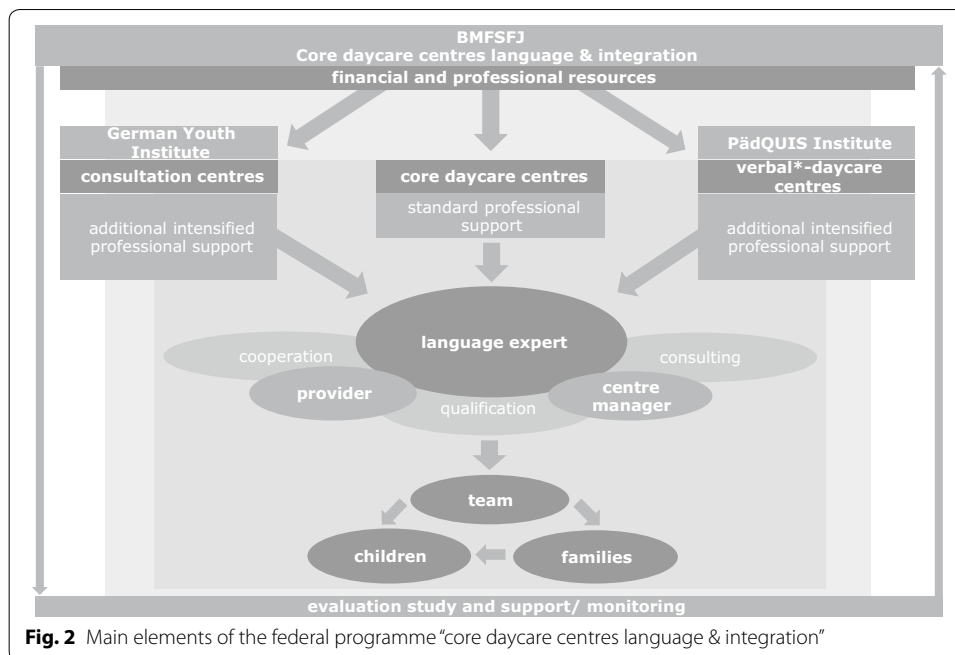 BMFSFJ
Core daycare centres language & integration
financial and professional resources
German Youth
Institute
consultation centres
additional intensified
professional support
core daycare centres
standard professional
support
PädQUIS Institute
verbal*-daycare
centres
additional intensified
professional support
language expert
cooperation
consulting
provider
centre
manager
qualification
team
children
families
evaluation study and support/ monitoring
Fig. 2 Main elements of the federal programme “core daycare centres language & integration”